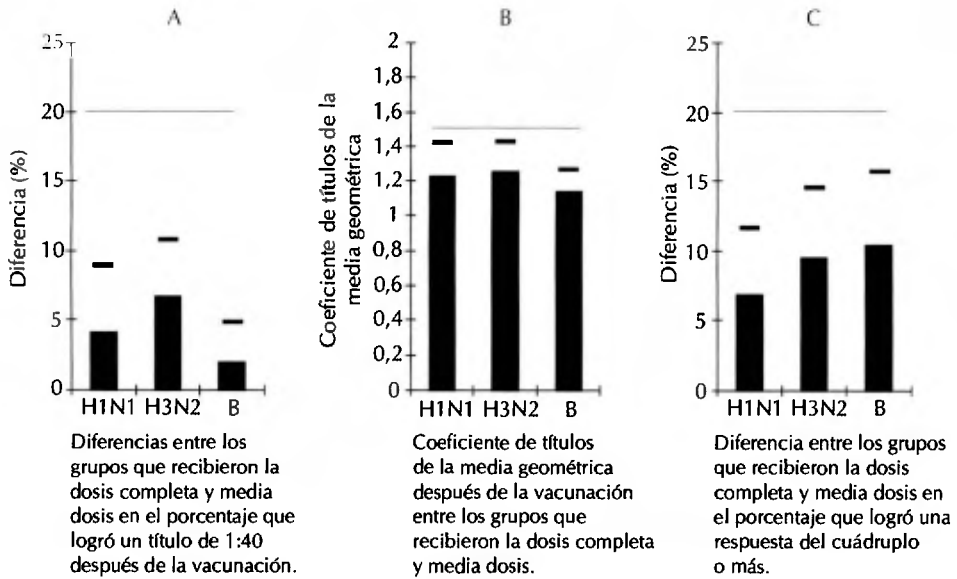 A
Diferencia (%)
25
20
15
10
5
0
H1N1 H3N2 B
Diferencias entre los
grupos que recibieron la
dosis completa y media
dosis en el porcentaje que
logró un título de 1:40
después de la vacunación.
B
Coeficiente de títulos de la
media geométrica
2
1,8
1,6
1,4
1,2
1
0,8
0,6
0,4
0,2
0
H1N1 H3N2 B
Coeficiente de títulos
de la media geométrica
después de la vacunación
entre los grupos que
recibieron la dosis completa
y media dosis.
C
Diferencia (%)
25
20
15
10
5
0
H1N1 H3N2 B
Diferencia entre los grupos
que recibieron la dosis
completa y media dosis en
el porcentaje que logró una
respuesta del cuádruplo
o más.